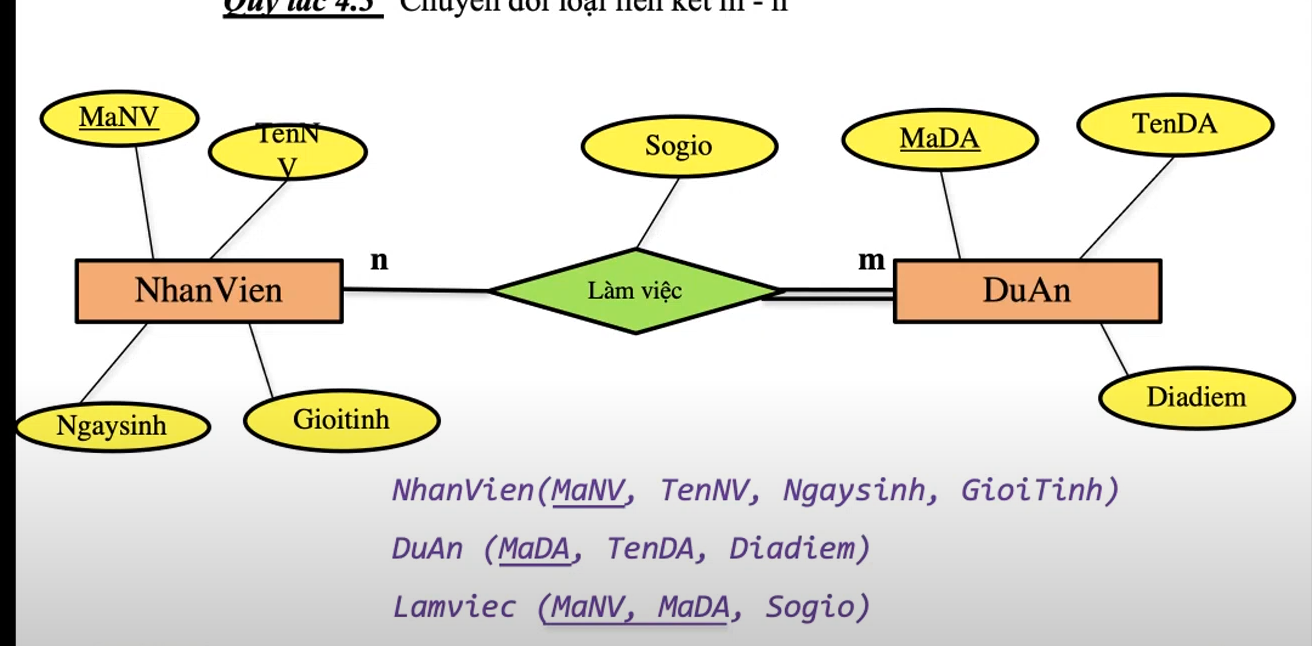 Quy tắc 4.3 Chuyển đổi loại liên kết m - n
MaNV
TenN
V
Sogio
MaDA
TenDA
n
m
NhanVien
Làm việc
DuAn
Ngaysinh
Gioitinh
Diadiem
NhanVien(MaNV, TenNV, Ngaysinh, GioiTinh)
DuAn (MaDA, TenDA, Diadiem)
Lamviec (MaNV, MaDA, Sogio)